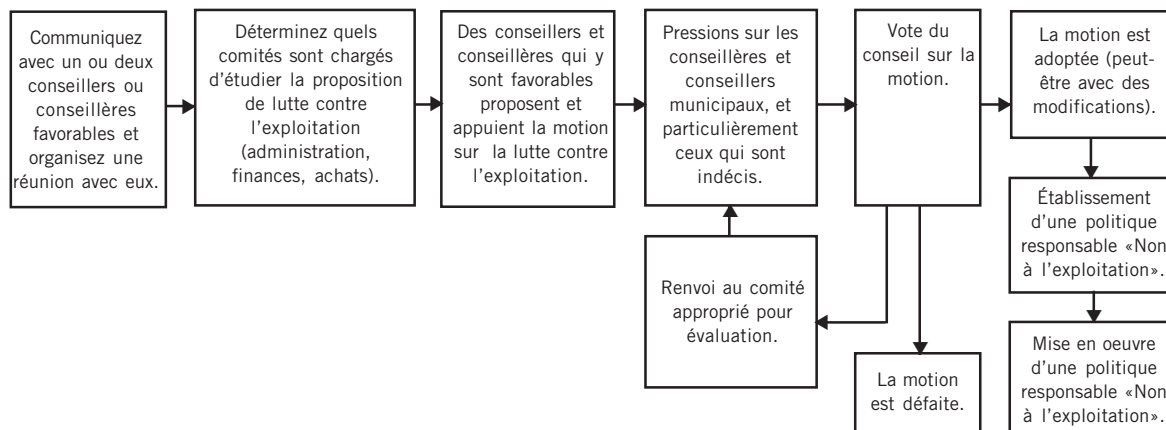 Communiquez
avec un ou deux
conseillers ou
conseillères
favorables et
organisez une
réunion avec eux.
Déterminez quels
comités sont chargés
d'étudier la proposition
de lutte contre
l'exploitation
(administration,
finances, achats).
Des conseillers et
conseillères qui y
sont favorables
proposent et
appuient la motion
sur la lutte contre
l'exploitation.
Pressions sur les
conseillères et
conseillers
municipaux, et
particulièrement
ceux qui sont
indécis.
Vote du
conseil sur la
motion.
La motion est
adoptée (peut-
être avec des
modifications).
Établissement
d'une politique
responsable «Non
à l'exploitation».
Renvoi au comité
approprié pour
évaluation.
La motion
est défaite.
Mise en oeuvre
d'une politique
responsable «Non
à l'exploitation».